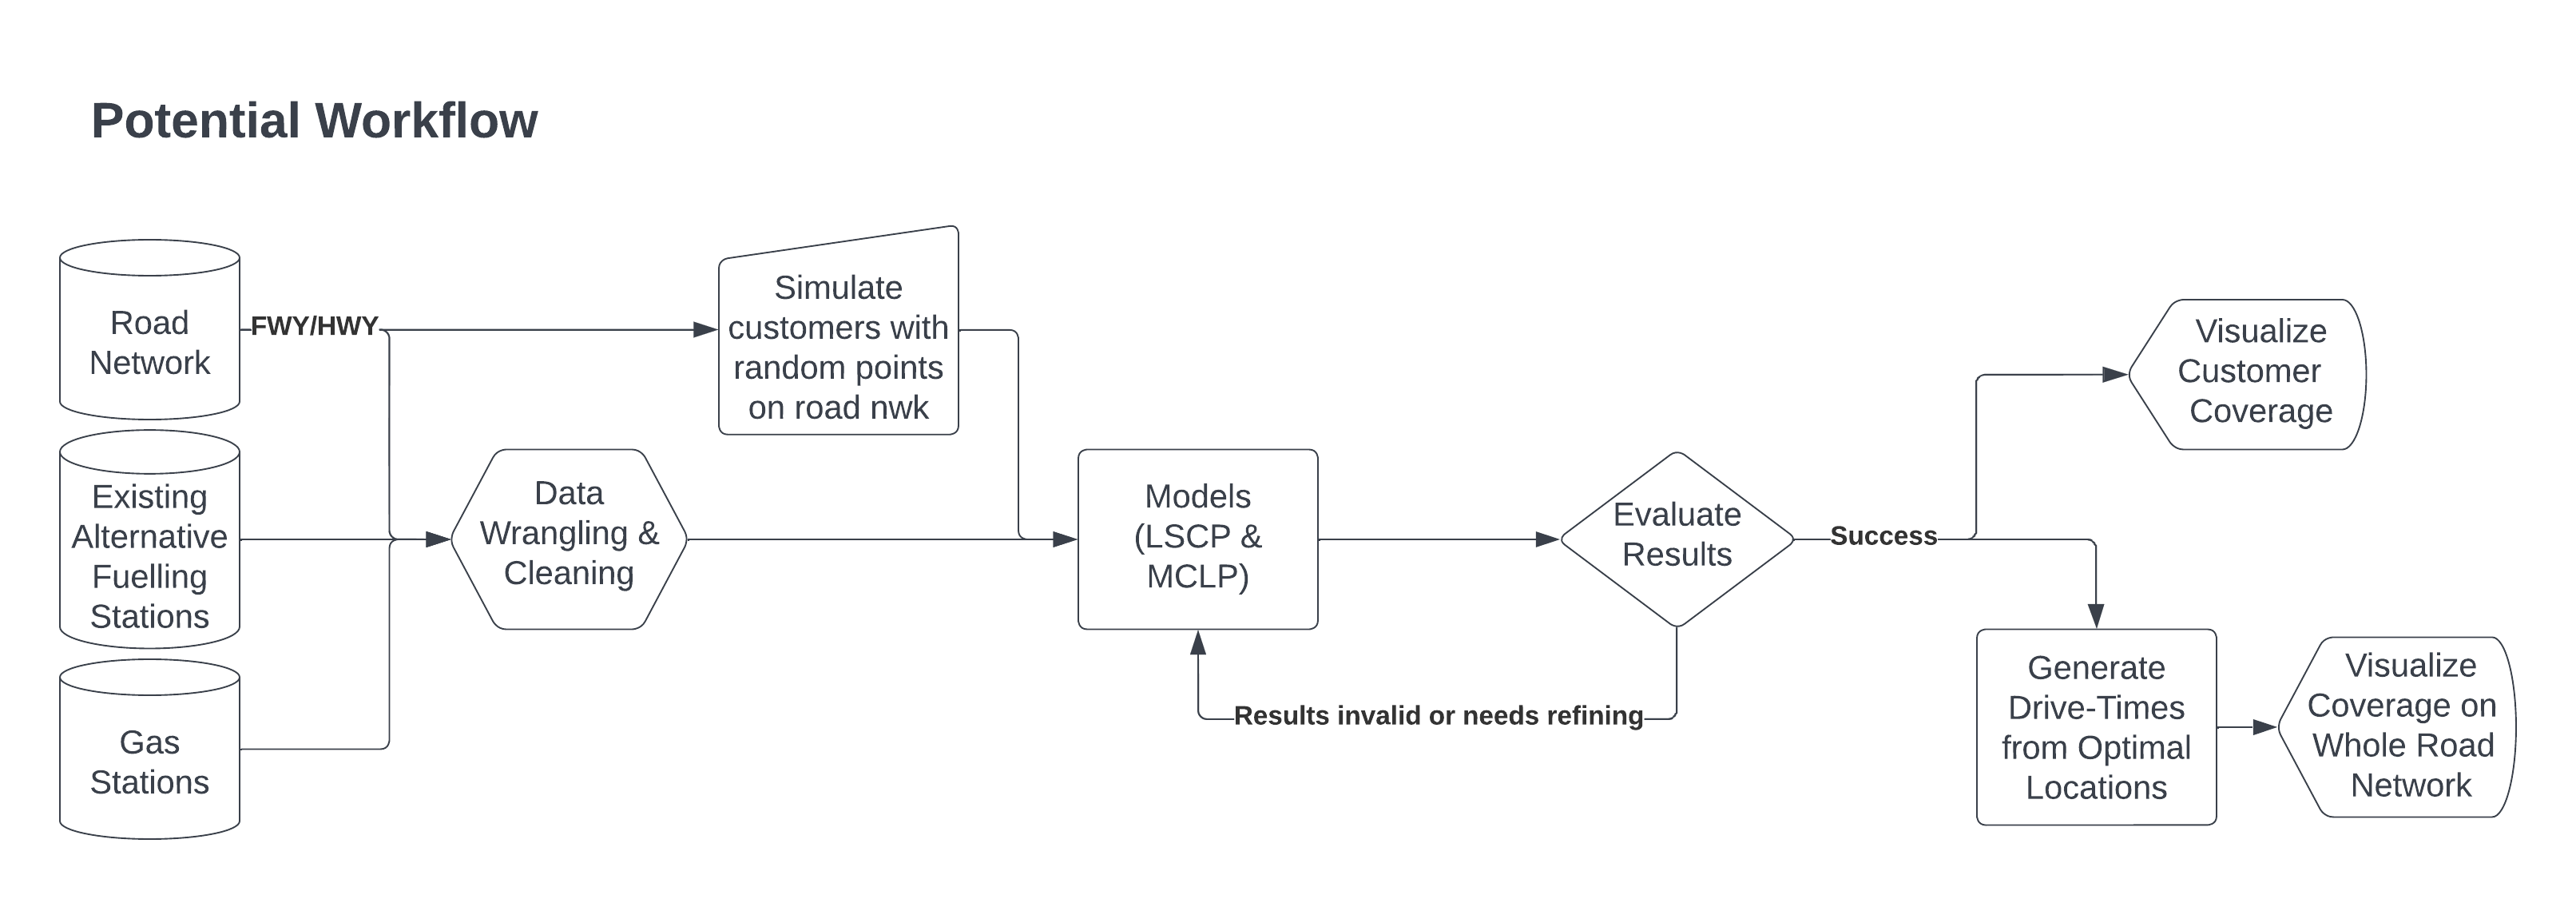 Potential Workflow
Road
Network
FWY/HWY
Simulate
customers with
random points
on road nwk
Existing
Alternative
Fuelling
Stations
Data
Wrangling &
Cleaning
Gas
Stations
Models
(LSCP &
MCLP)
Evaluate
Results
Results invalid or needs refining
Success
Visualize
Customer
Coverage
Generate
Drive-Times
from Optimal
Locations
Visualize
Coverage on
Whole Road
Network